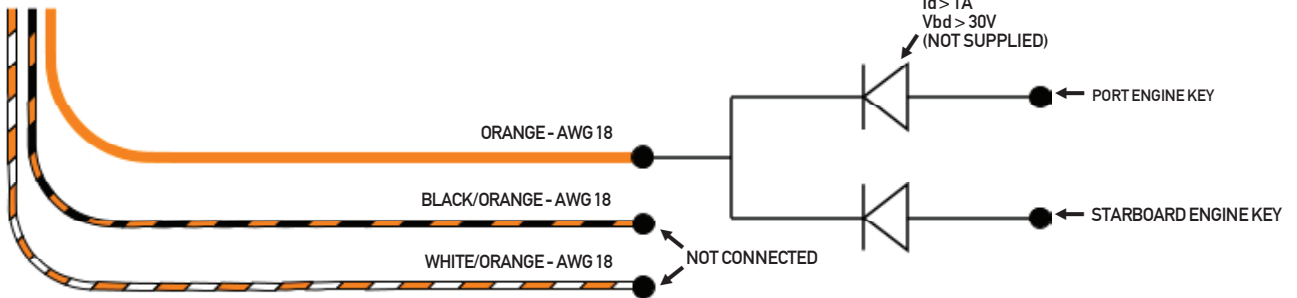 Id > 1A
Vbd > 30V
(NOT SUPPLIED)
PORT ENGINE KEY
ORANGE - AWG 18
BLACK/ORANGE - AWG 18
STARBOARD ENGINE KEY
NOT CONNECTED
WHITE/ORANGE - AWG 18